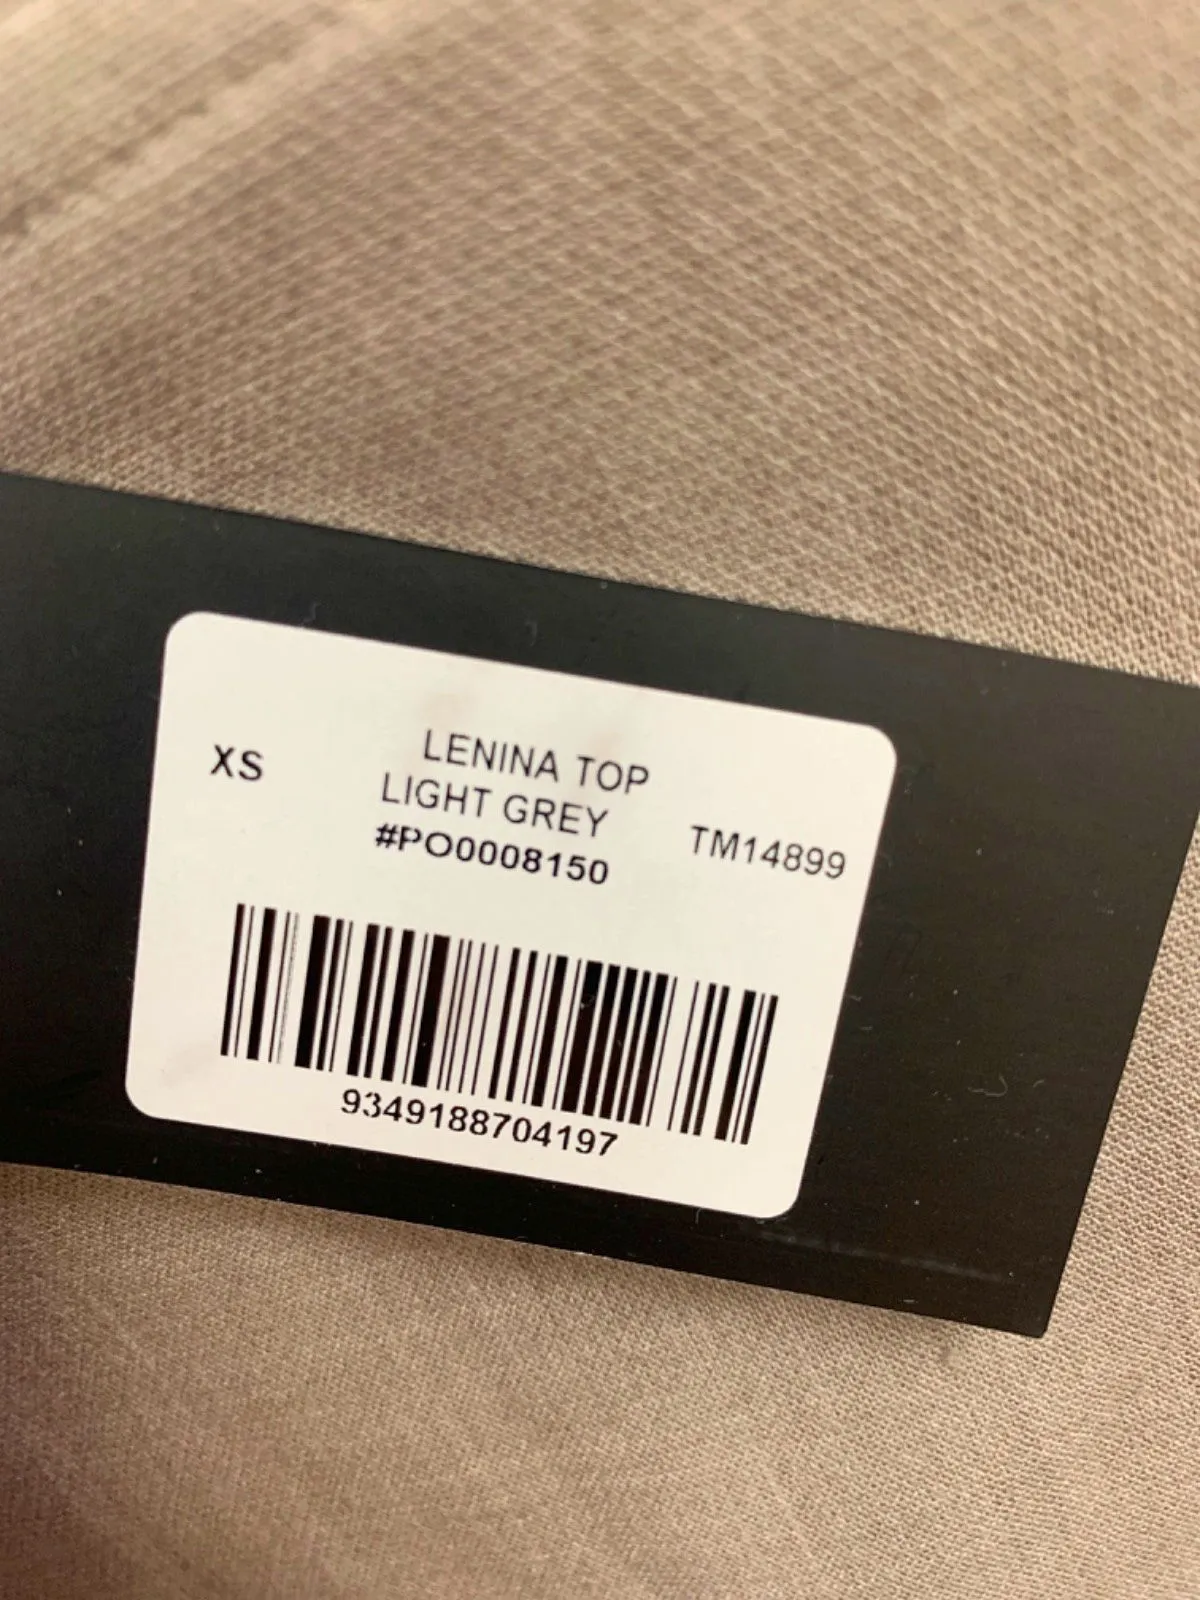 XS
LENINA TOP
LIGHT GREY
#PO0008150
TM14899
9349188704197